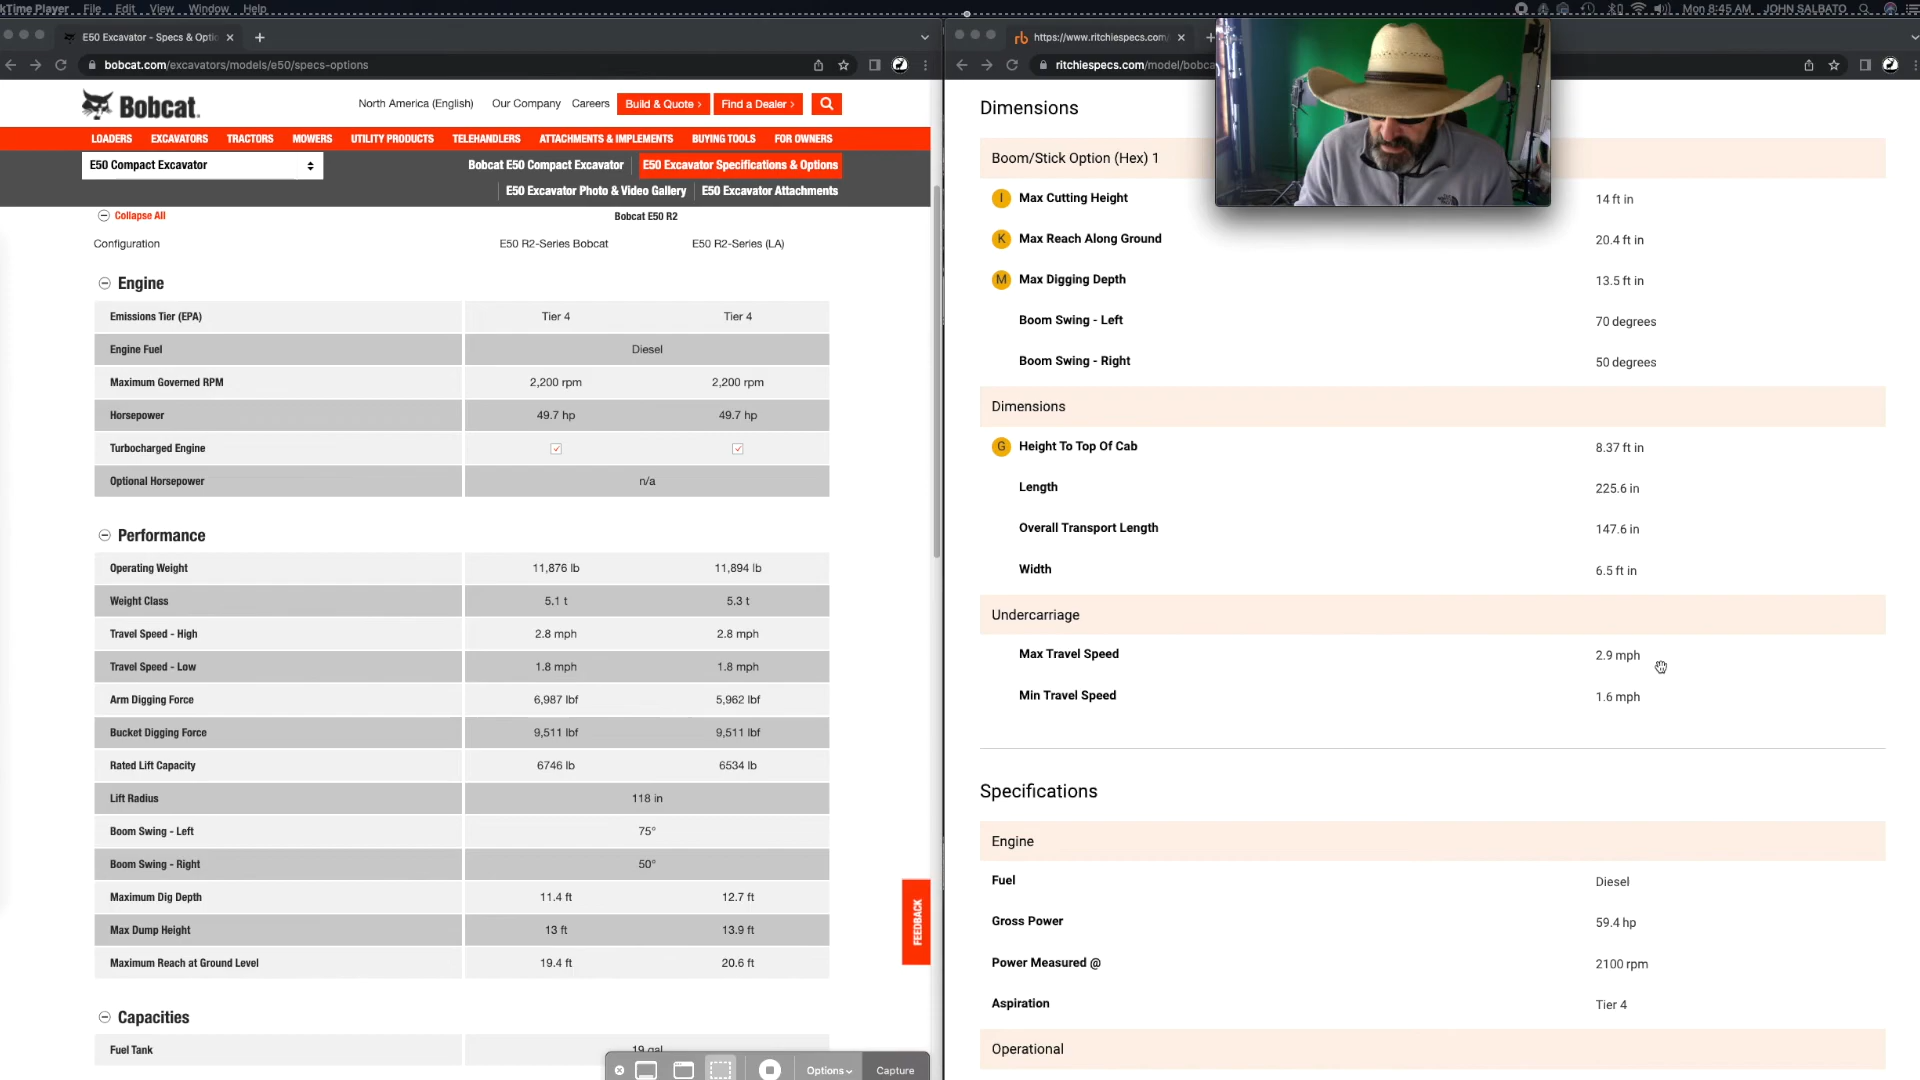 kTime Player File Edit View Window Help
Mon 8:45 AM JOHN SALBATO
E50 Excavator - Specs & Optio
bobcat.com/excavators/models/e50/specs-options
Bobcat.
North America (English) Our Company Careers Build & Quote › Find a Dealer ›
LOADERS EXCAVATORS TRACTORS MOWERS UTILITY PRODUCTS TELEHANDLERS ATTACHMENTS & IMPLEMENTS BUYING TOOLS FOR OWNERS
E50 Compact Excavator
Bobcat E50 Compact Excavator E50 Excavator Specifications & Options
E50 Excavator Photo & Video Gallery E50 Excavator Attachments
Collapse All Bobcat E50 R2
Configuration E50 R2-Series Bobcat E50 R2-Series (LA)
Engine
Emissions Tier (EPA) Tier 4 Tier 4
Engine Fuel Diesel
Maximum Governed RPM 2,200 rpm 2,200 rpm
Horsepower 49.7 hp 49.7 hp
Turbocharged Engine
Optional Horsepower n/a
Performance
Operating Weight 11,876 lb 11,894 lb
Weight Class 5.1 t 5.3 t
Travel Speed - High 2.8 mph 2.8 mph
Travel Speed - Low 1.8 mph 1.8 mph
Arm Digging Force 6,987 lbf 5,962 lbf
Bucket Digging Force 9,511 lbf 9,511 lbf
Rated Lift Capacity 6746 lb 6534 lb
Lift Radius 118 in
Boom Swing - Left 75°
Boom Swing - Right 50°
Maximum Dig Depth 11.4 ft 12.7 ft
Max Dump Height 13 ft 13.9 ft
Maximum Reach at Ground Level 19.4 ft 20.6 ft
Capacities
Fuel Tank 19 gal
FEEDBACK
Options Capture
rb https://www.ritchiespecs.com/
ritchiespecs.com/model/bobca
Dimensions
Boom/Stick Option (Hex) 1
I Max Cutting Height 14 ft in
K Max Reach Along Ground 20.4 ft in
M Max Digging Depth 13.5 ft in
Boom Swing - Left 70 degrees
Boom Swing - Right 50 degrees
Dimensions
G Height To Top Of Cab 8.37 ft in
Length 225.6 in
Overall Transport Length 147.6 in
Width 6.5 ft in
Undercarriage
Max Travel Speed 2.9 mph
Min Travel Speed 1.6 mph
Specifications
Engine
Fuel Diesel
Gross Power 59.4 hp
Power Measured @ 2100 rpm
Aspiration Tier 4
Operational